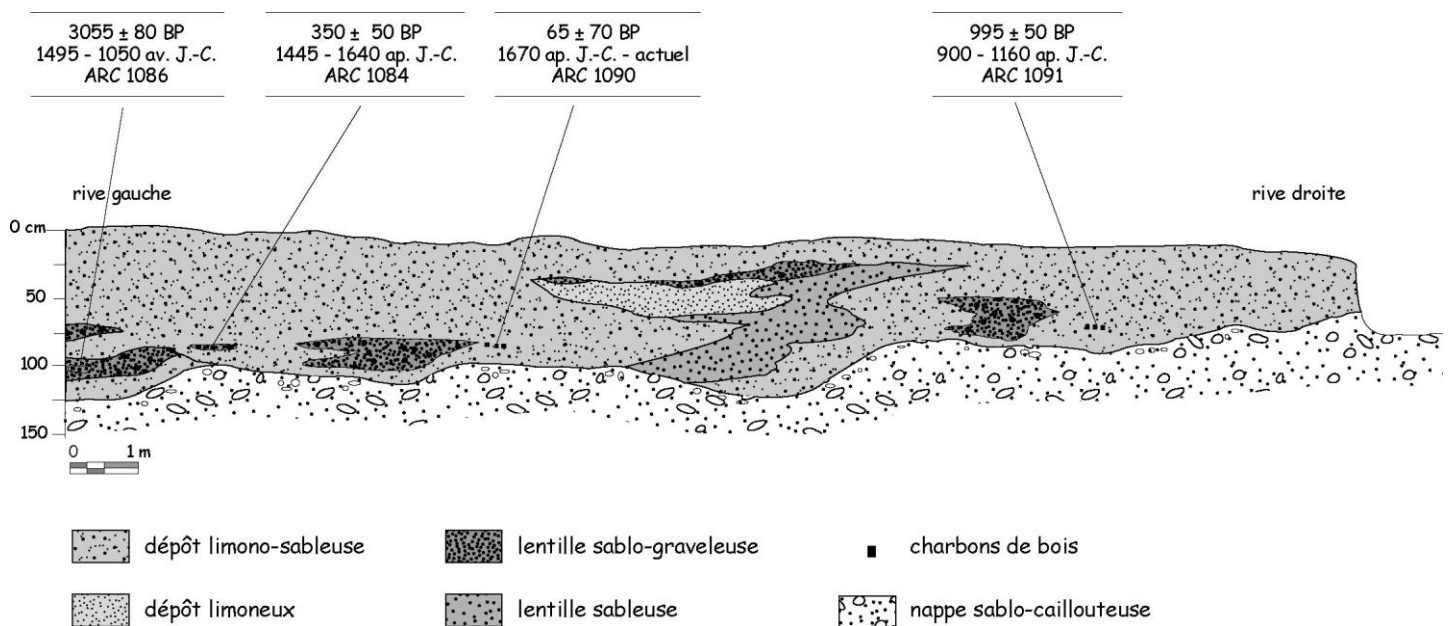 3055 ± 80 BP
1495 - 1050 av. J.-C.
ARC 1086
350 ± 50 BP
1445 - 1640 ap. J.-C.
ARC 1084
65 ± 70 BP
1670 ap. J.-C. - actuel
ARC 1090
995 ± 50 BP
900 - 1160 ap. J.-C.
ARC 1091
rive gauche
rive droite
0 cm
50
100
150
0 1 m
dépôt limono-sableuse
lentille sablo-graveleuse
charbons de bois
dépôt limoneux
lentille sableuse
nappe sablo-caillouteuse